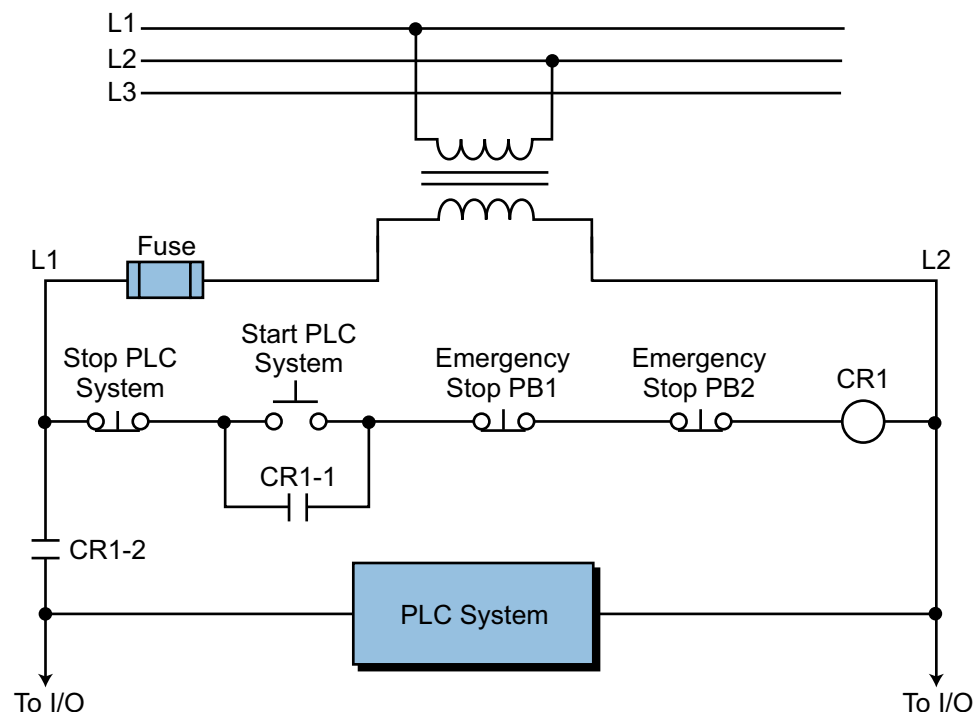 L1
L2
L3
L1
Fuse
L2
Stop PLC
System
Start PLC
System
Emergency
Stop PB1
Emergency
Stop PB2
CR1
CR1-1
CR1-2
PLC System
To I/O
To I/O